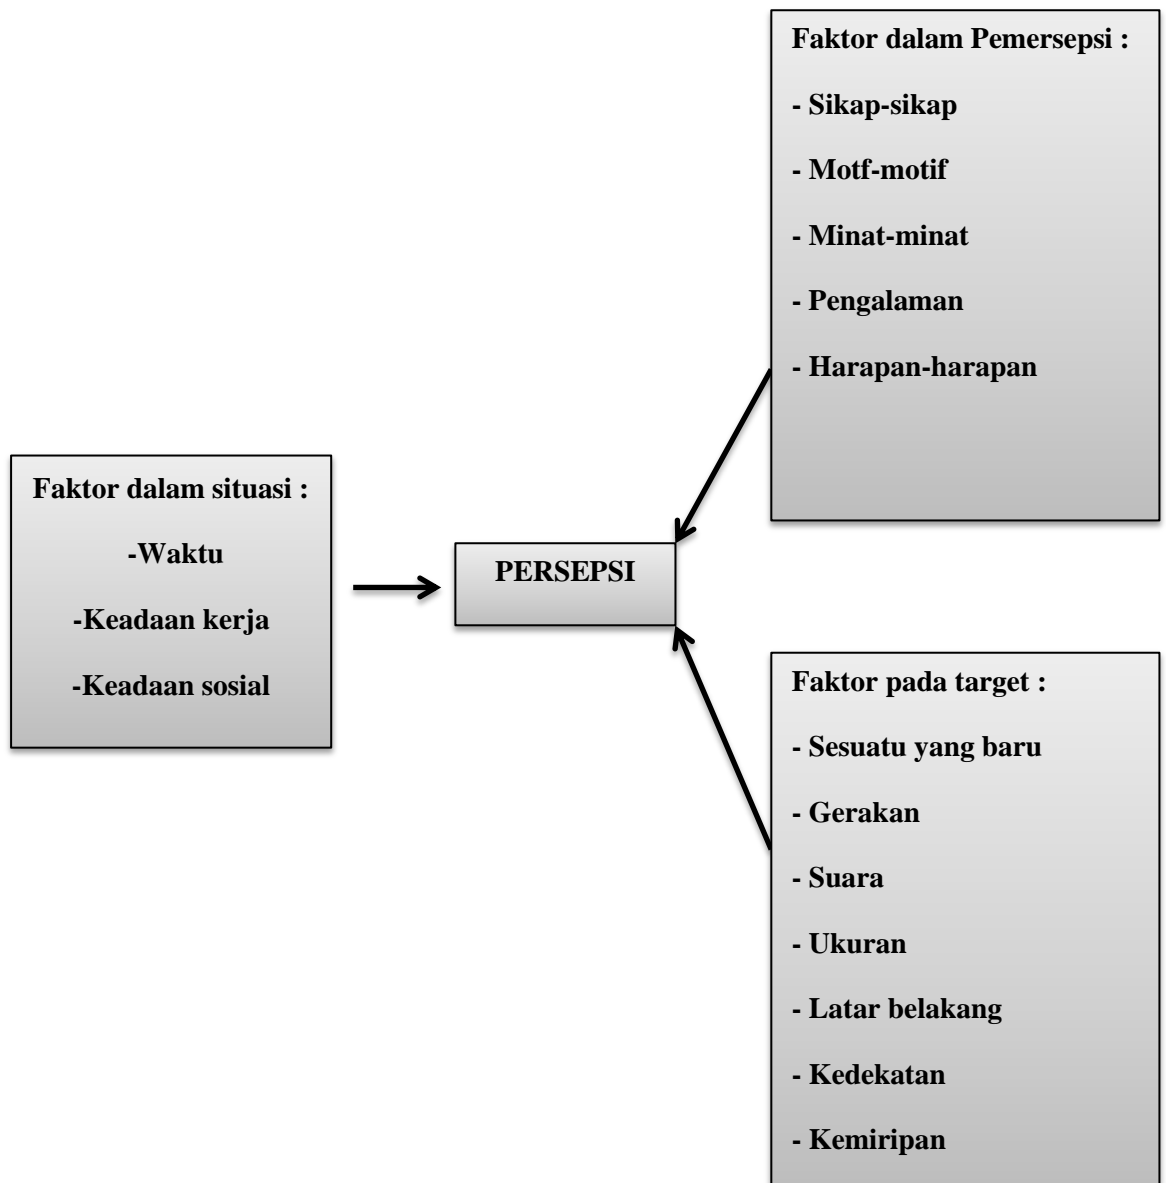 Faktor dalam Pemersepsi :
- Sikap-sikap
- Motf-motif
- Minat-minat
- Pengalaman
- Harapan-harapan
Faktor dalam situasi :
-Waktu
-Keadaan kerja
-Keadaan sosial
PERSEPSI
Faktor pada target :
- Sesuatu yang baru
- Gerakan
- Suara
- Ukuran
- Latar belakang
- Kedekatan
- Kemiripan